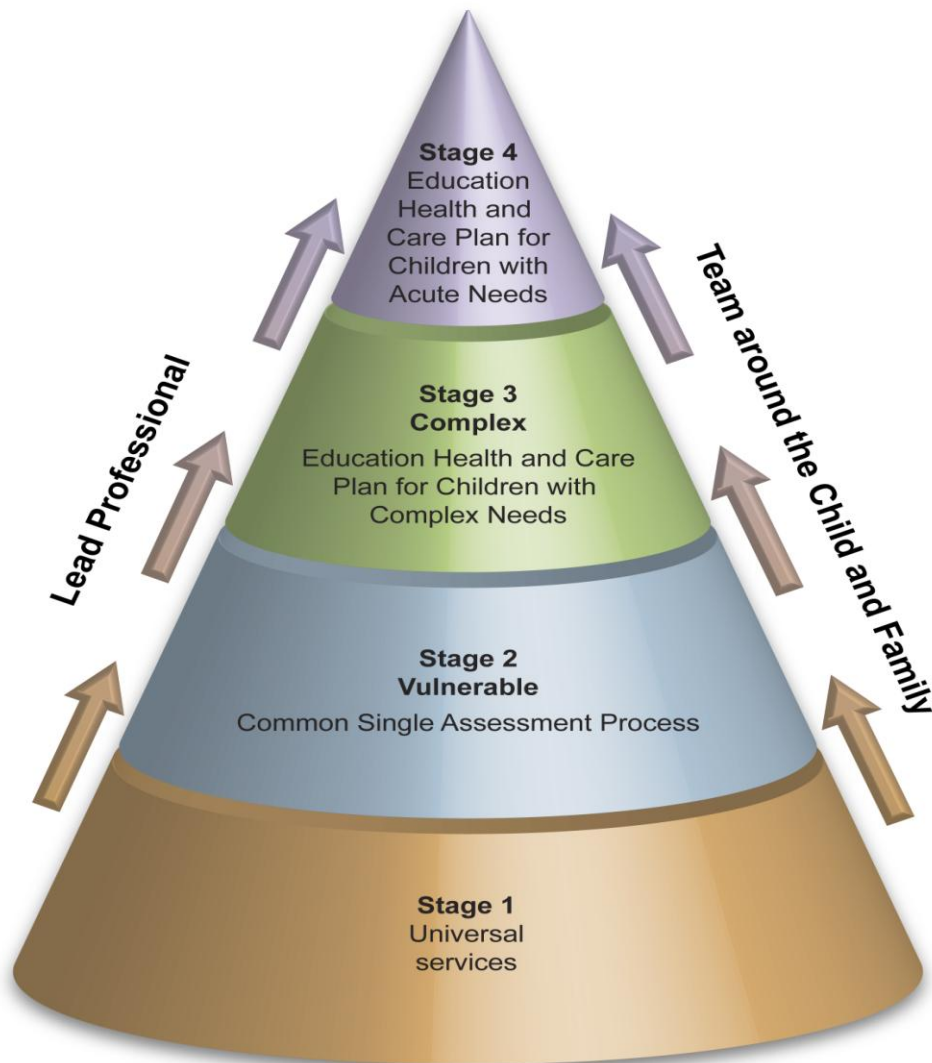 Stage 4
Education
Health and
Care Plan for
Children with
Acute Needs
Lead Professional
Team around the Child and Family
Stage 3
Complex
Education Health and Care
Plan for Children with
Complex Needs
Stage 2
Vulnerable
Common Single Assessment Process
Stage 1
Universal
services